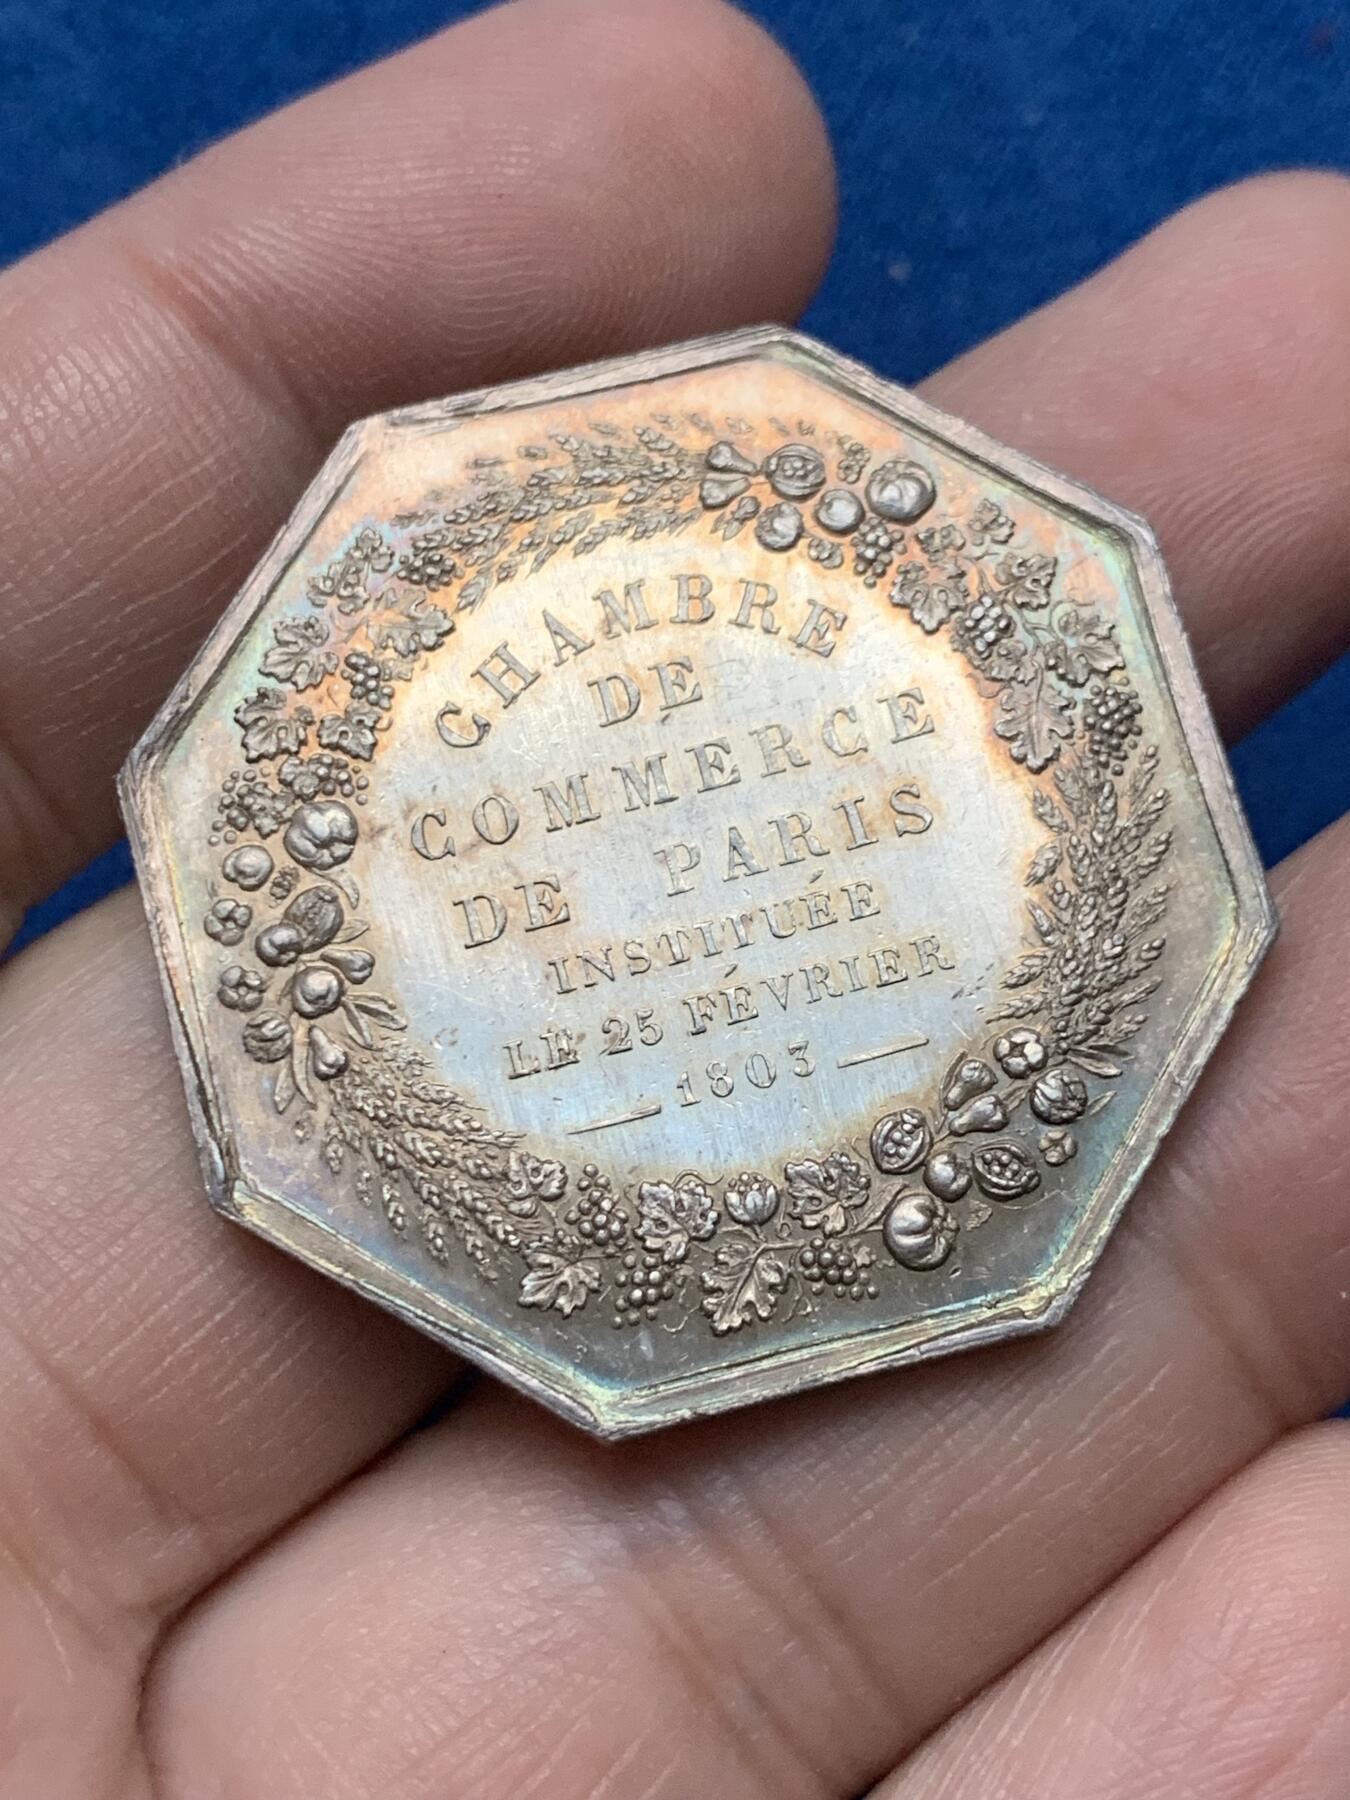 CHAMBRE
DE
COMMERCE
DE PARIS
INSTITUÉE
LE 25 FÉVRIER
1803